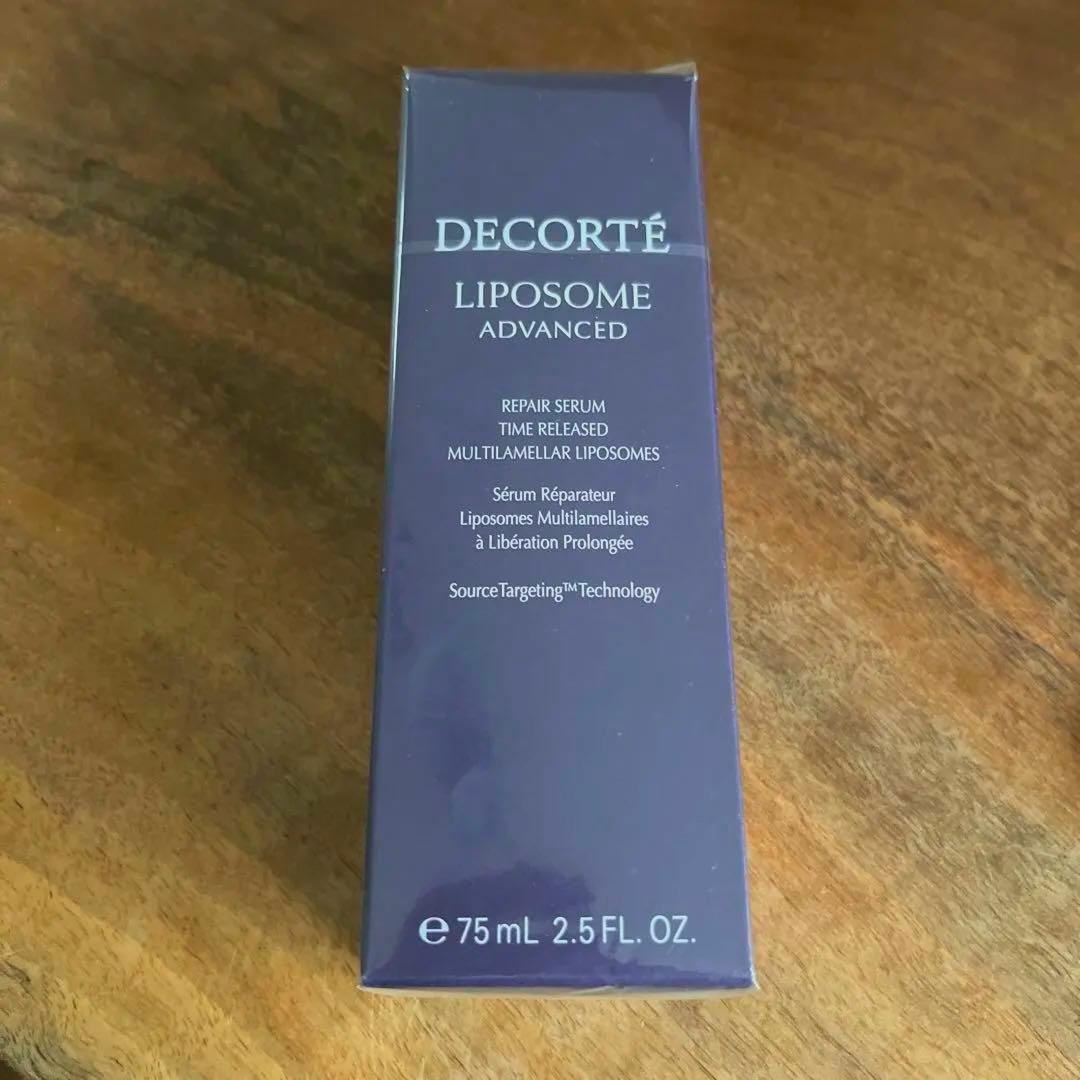 DECORTÉ
LIPOSOME
ADVANCED
REPAIR SERUM
TIME RELEASED
MULTILAMELLAR LIPOSOMES
Sérum Réparateur
Liposomes Multilamellaires
à Libération Prolongée
SourceTargeting™Technology
℮ 75 mL 2.5 FL. OZ.